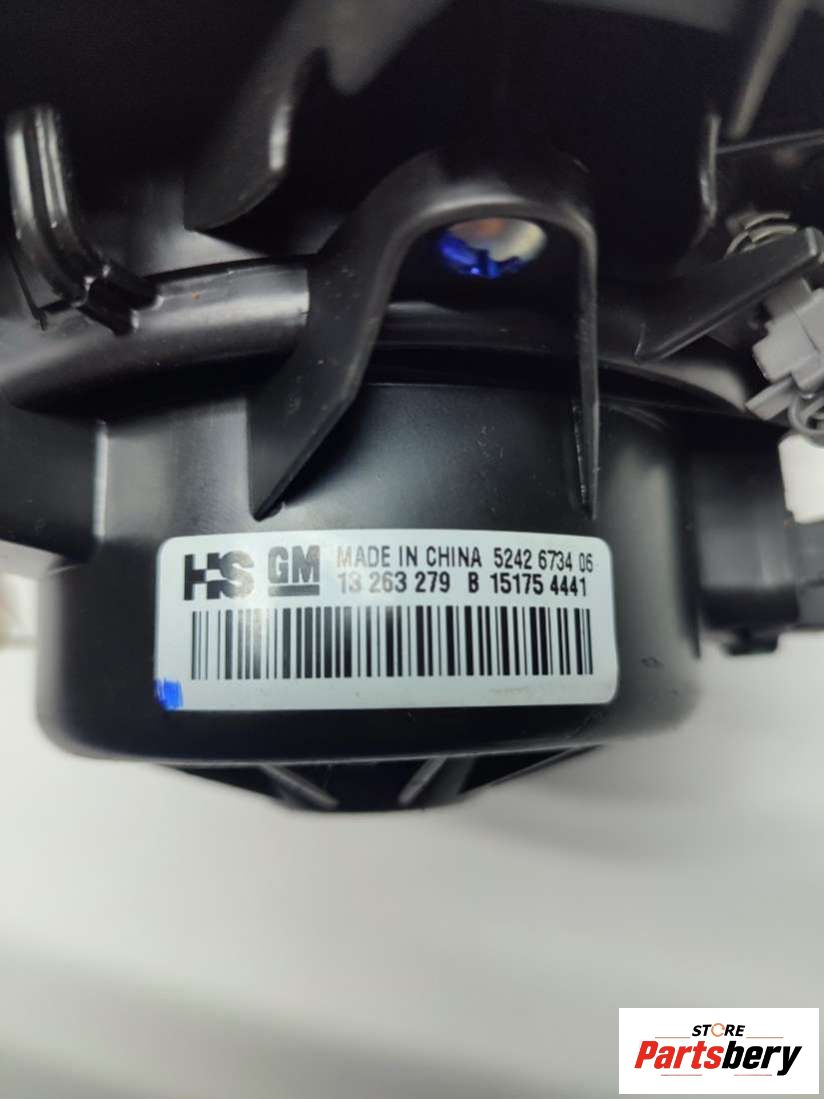 HS GM MADE IN CHINA 5242 6734 06
13 263 279 B 15175 4441
STORE
Partsbery